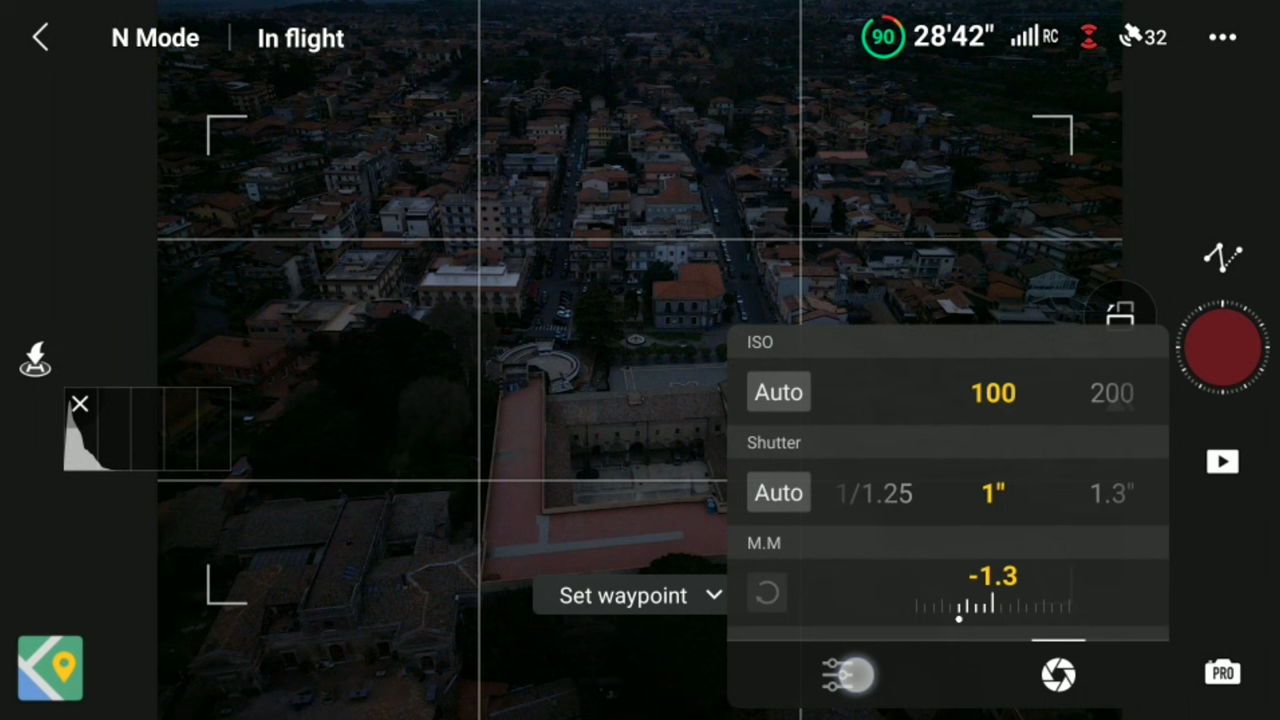 N Mode In flight
90 28'42" RC 32
ISO
Auto 100 200
Shutter
Auto 1/1.25 1" 1.3"
M.M
-1.3
Set waypoint
PRO